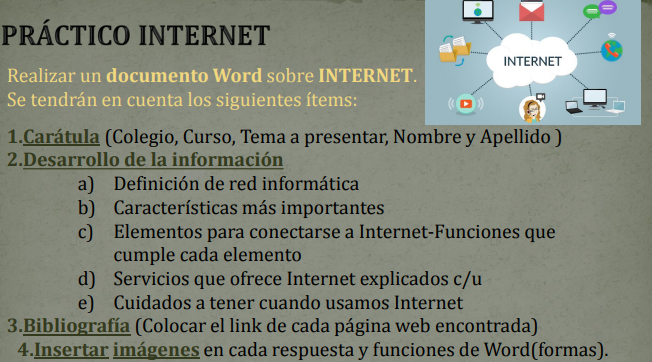 PRÁCTICO INTERNET
Realizar un documento Word sobre INTERNET.
Se tendrán en cuenta los siguientes ítems:
INTERNET
1.Carátula (Colegio, Curso, Tema a presentar, Nombre y Apellido )
2.Desarrollo de la información
a) Definición de red informática
b) Características más importantes
c) Elementos para conectarse a Internet-Funciones que
cumple cada elemento
d) Servicios que ofrece Internet explicados c/u
e) Cuidados a tener cuando usamos Internet
3.Bibliografía (Colocar el link de cada página web encontrada)
4.Insertar imágenes en cada respuesta y funciones de Word(formas).